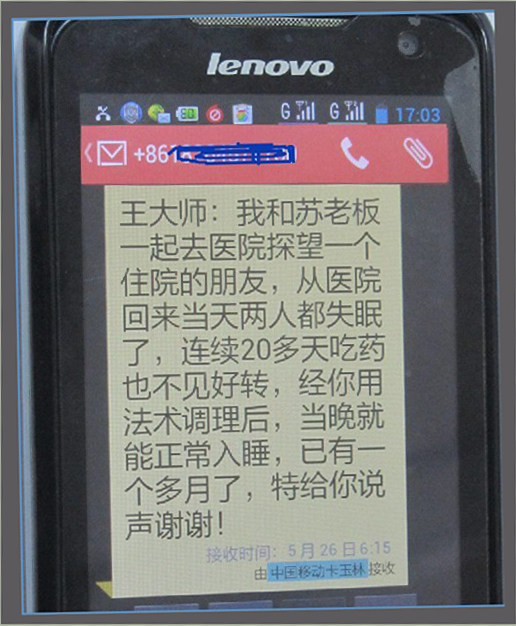 lenovo
G G 17:03
+861
王大师：我和苏老板
一起去医院探望一个
住院的朋友，从医院
回来当天两人都失眠
了，连续20多天吃药
也不见好转，经你用
法术调理后，当晚就
能正常入睡，已有一
个多月了，特给你说
声谢谢！
接收时间：5月26日6:15
由中国移动卡玉林接收